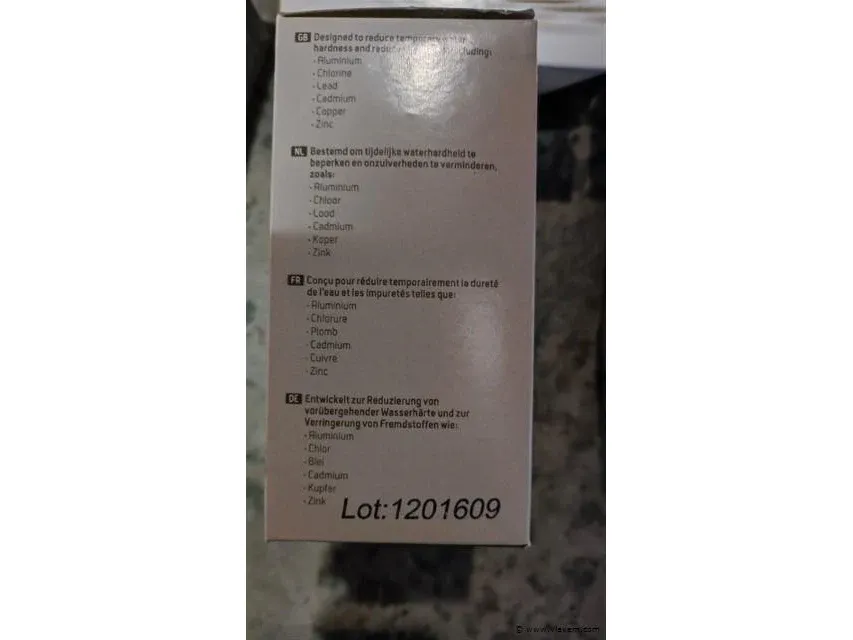 GB Designed to reduce temporary water
hardness and including:
- Aluminium
- Chlorine
- Lead
- Cadmium
- Copper
- Zinc
NL Bestemd om tijdelijke waterhardheid te
beperken en onzuiverheden te verminderen,
zoals:
- Aluminium
- Chloor
- Lood
- Cadmium
- Koper
- Zink
FR Conçu pour réduire temporairement la dureté
de l'eau et les impuretés telles que:
- Aluminium
- Chlorure
- Plomb
- Cadmium
- Cuivre
- Zinc
DE Entwickelt zur Reduzierung von
vorübergehender Wasserhärte und zur
Verringerung von Fremdstoffen wie:
- Aluminium
- Chlor
- Blei
- Cadmium
- Kupfer
- Zink
Lot:1201609